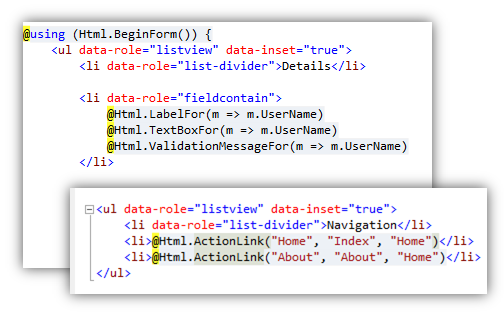 @using (Html.BeginForm()) {
    <ul data-role="listview" data-inset="true">
        <li data-role="list-divider">Details</li>

        <li data-role="fieldcontain">
            @Html.LabelFor(m => m.UserName)
            @Html.TextBoxFor(m => m.UserName)
            @Html.ValidationMessageFor(m => m.UserName)
        </li>

<ul data-role="listview" data-inset="true">
    <li data-role="list-divider">Navigation</li>
    <li>@Html.ActionLink("Home", "Index", "Home")</li>
    <li>@Html.ActionLink("About", "About", "Home")</li>
</ul>